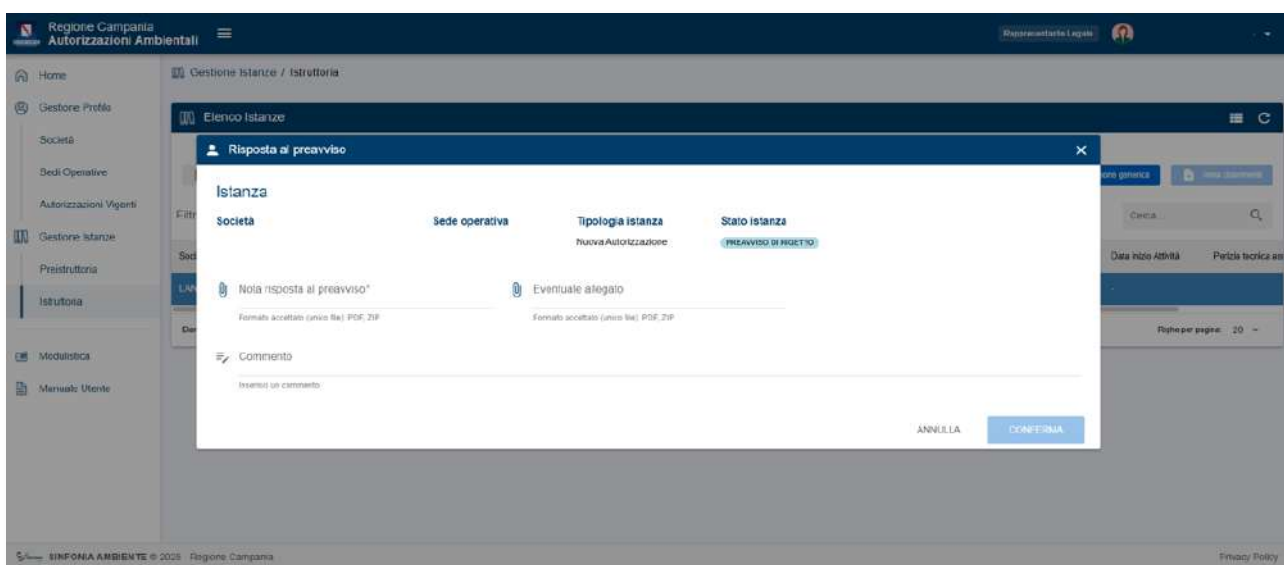 Regione Campania
Autorizzazioni Ambientali
Rappresentante Legale
Home
Gestione Istanze / Istruttoria
Gestione Profilo
Elenco Istanze
Società
Risposta al preavviso
Sedi Operative
Istanza
Autorizzazioni Vigenti
Filtr
Cerca...
Società Sede operativa Tipologia istanza Stato istanza
Gestione Istanze
Nuova Autorizzazione PREAVVISO DI RIGETTO
Soci
Data Inizio Attività Perizia tecnica
Preistruttoria
Nota risposta al preavviso* Eventuale allegato
Istruttoria
Formato accettato (unico file): PDF, ZIP Formato accettato (unico file): PDF, ZIP
Righe per pagina: 20
Modulistica
Commento
Inserisci un commento
Manuale Utente
ANNULLA CONFERMA
SINFONIA AMBIENTE © 2025 - Regione Campania
Privacy Policy